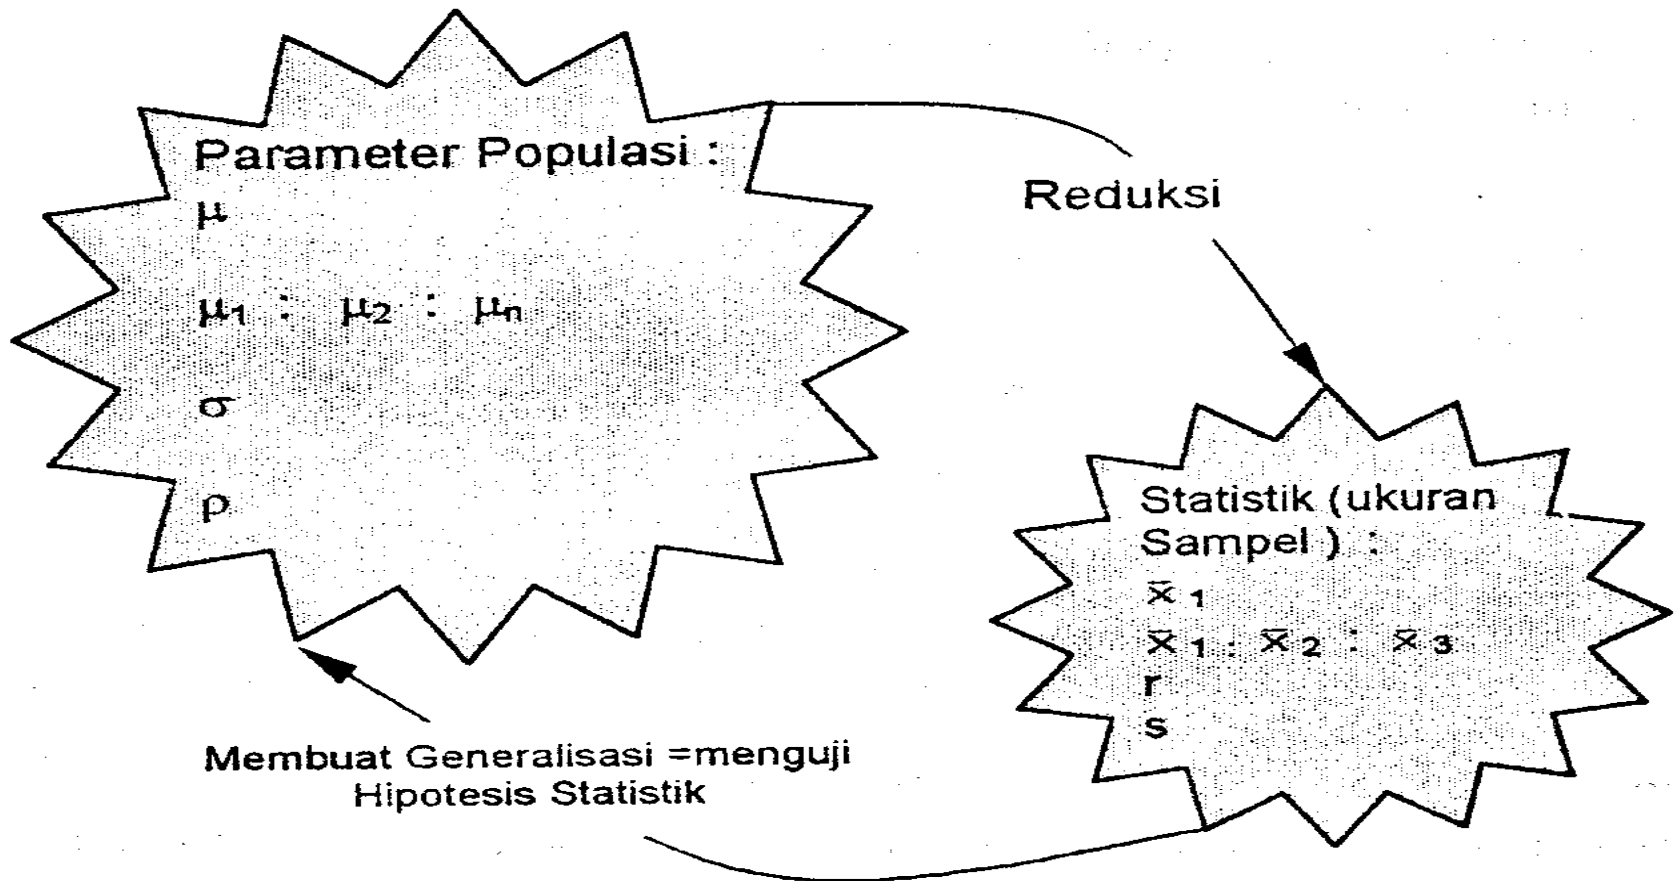 Parameter Populasi :
μ
μ₁ : μ₂ : μₙ
σ
ρ
Reduksi
Statistik (ukuran
Sampel ) :
x̄ ₁
x̄ ₁ : x̄ ₂ : x̄ ₃
r
s
Membuat Generalisasi =menguji
Hipotesis Statistik